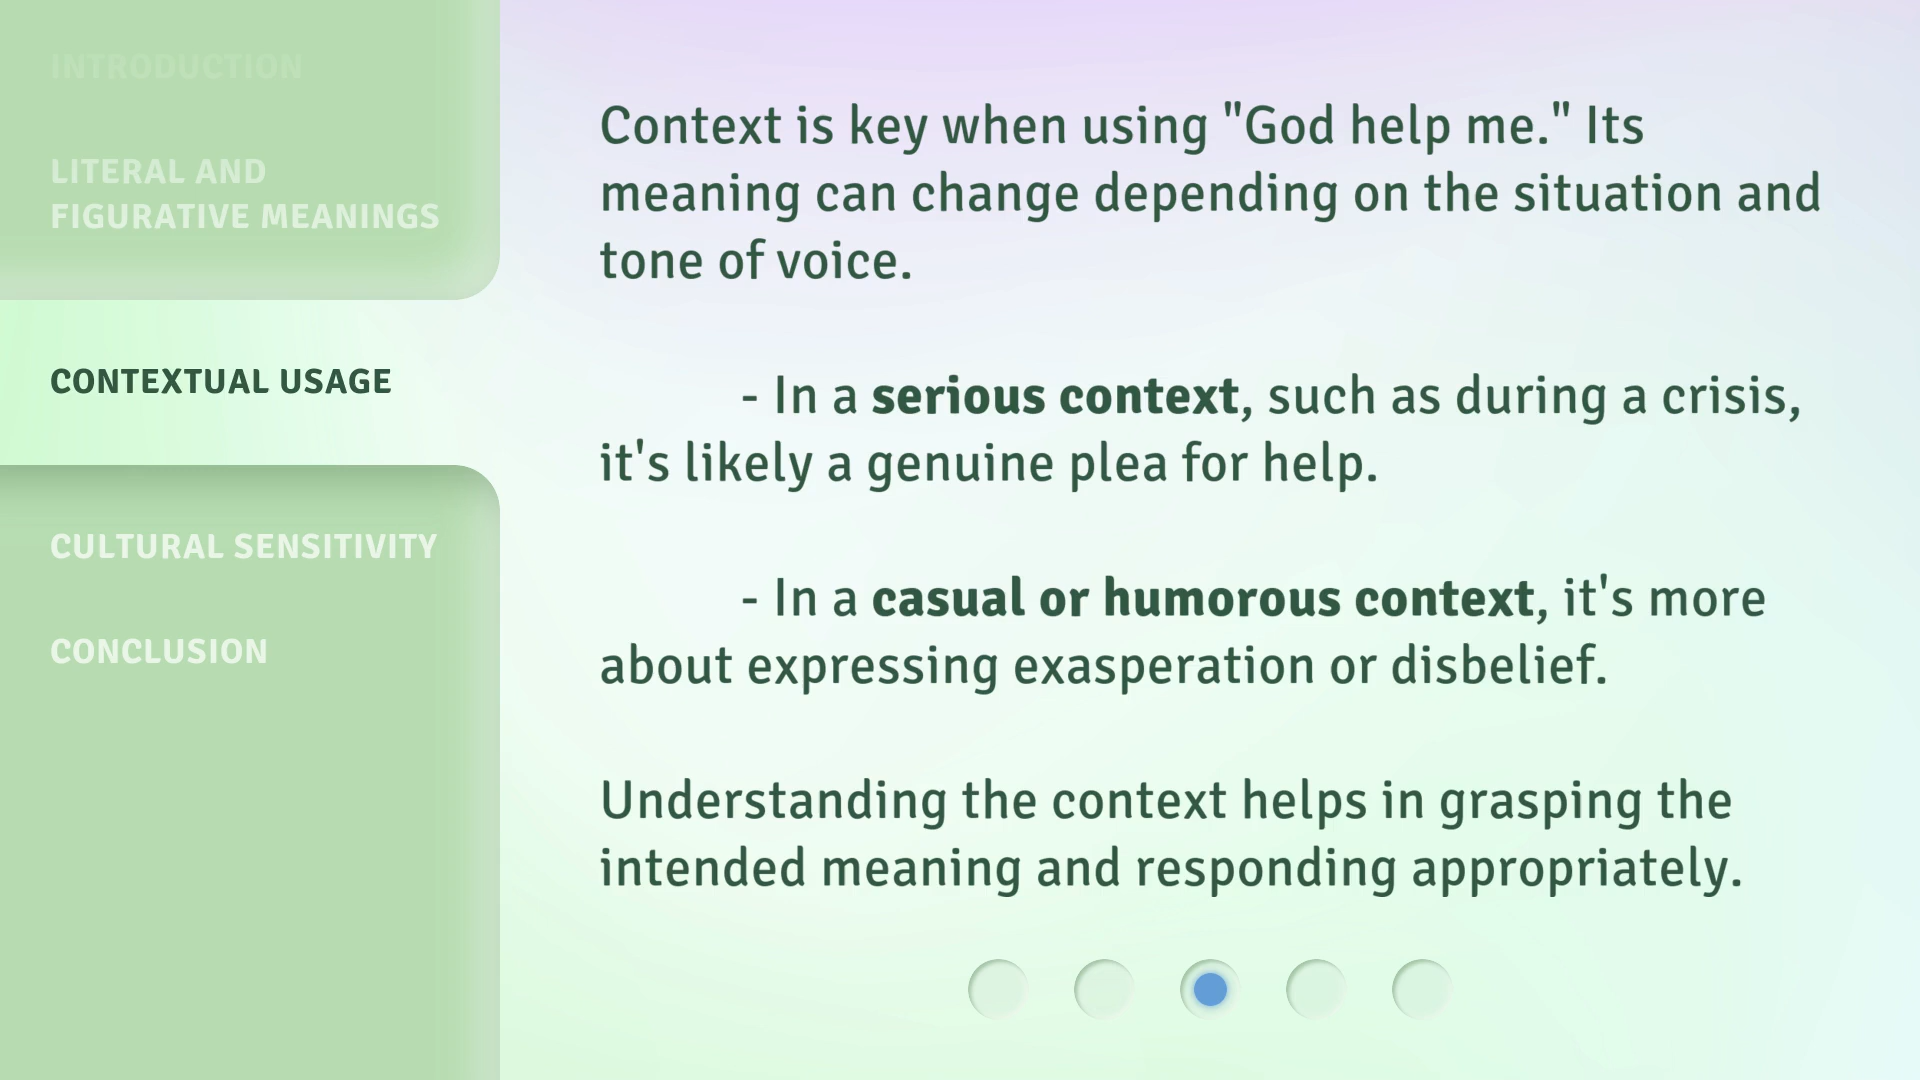 INTRODUCTION
LITERAL AND
FIGURATIVE MEANINGS
CONTEXTUAL USAGE
CULTURAL SENSITIVITY
CONCLUSION
Context is key when using "God help me." Its
meaning can change depending on the situation and
tone of voice.
- In a serious context, such as during a crisis,
it's likely a genuine plea for help.
- In a casual or humorous context, it's more
about expressing exasperation or disbelief.
Understanding the context helps in grasping the
intended meaning and responding appropriately.